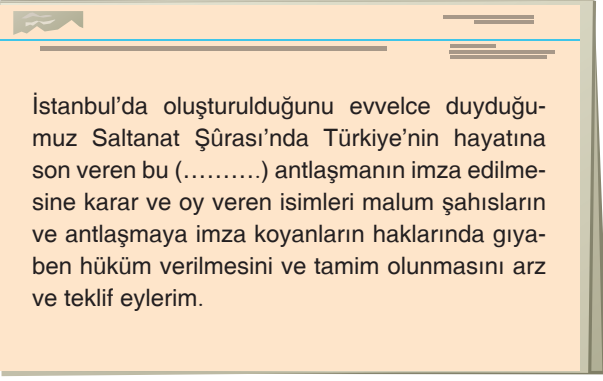 İstanbul’da oluşturulduğunu evvelce duyduğu-
muz Saltanat Şûrası’nda Türkiye’nin hayatına
son veren bu (……….) antlaşmanın imza edilme-
sine karar ve oy veren isimleri malum şahısların
ve antlaşmaya imza koyanların haklarında gıya-
ben hüküm verilmesini ve tamim olunmasını arz
ve teklif eylerim.